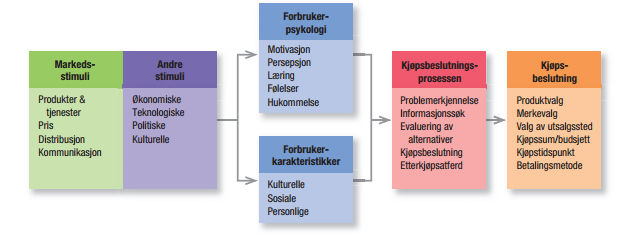 Markeds-
stimuli
Produkter &
tjenester
Pris
Distribusjon
Kommunikasjon
Andre
stimuli
Økonomiske
Teknologiske
Politiske
Kulturelle
Forbruker-
psykologi
Motivasjon
Persepsjon
Læring
Følelser
Hukommelse
Forbruker-
karakteristikker
Kulturelle
Sosiale
Personlige
Kjøpsbeslutnings-
prosessen
Problemerkjennelse
Informasjonssøk
Evaluering av
alternativer
Kjøpsbeslutning
Etterkjøpsatferd
Kjøps-
beslutning
Produktvalg
Merkevalg
Valg av utsalgssted
Kjøpssum/budsjett
Kjøpstidspunkt
Betalingsmetode